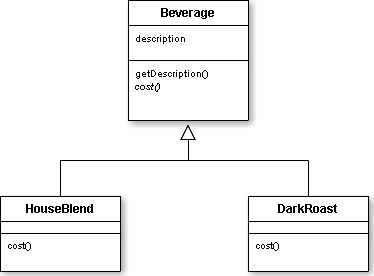 Beverage
description
getDescription()
cost()
HouseBlend
DarkRoast
cost()
cost()